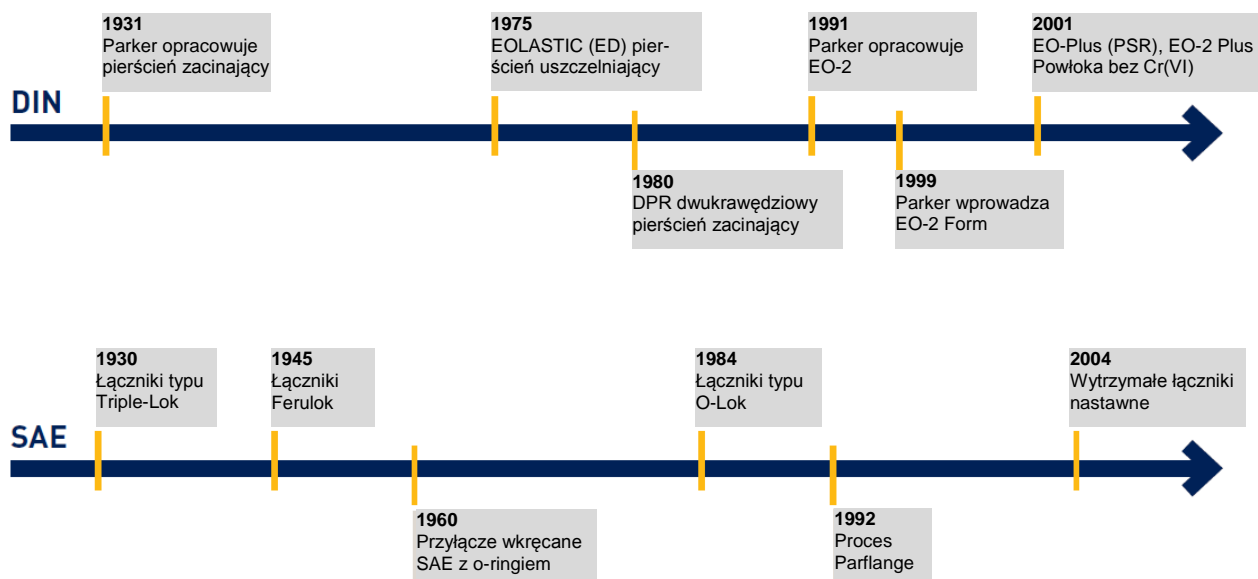 1931
Parker opracowuje
pierścień zacinający
1975
EOLASTIC (ED) pier-
ścień uszczelniający
1991
Parker opracowuje
EO-2
2001
EO-Plus (PSR), EO-2 Plus
Powłoka bez Cr(VI)
DIN
1980
DPR dwukrawędziowy
pierścień zacinający
1999
Parker wprowadza
EO-2 Form
1930
Łączniki typu
Triple-Lok
1945
Łączniki
Ferulok
1984
Łączniki typu
O-Lok
2004
Wytrzymałe łączniki
nastawne
SAE
1960
Przyłącze wkręcane
SAE z o-ringiem
1992
Proces
Parflange